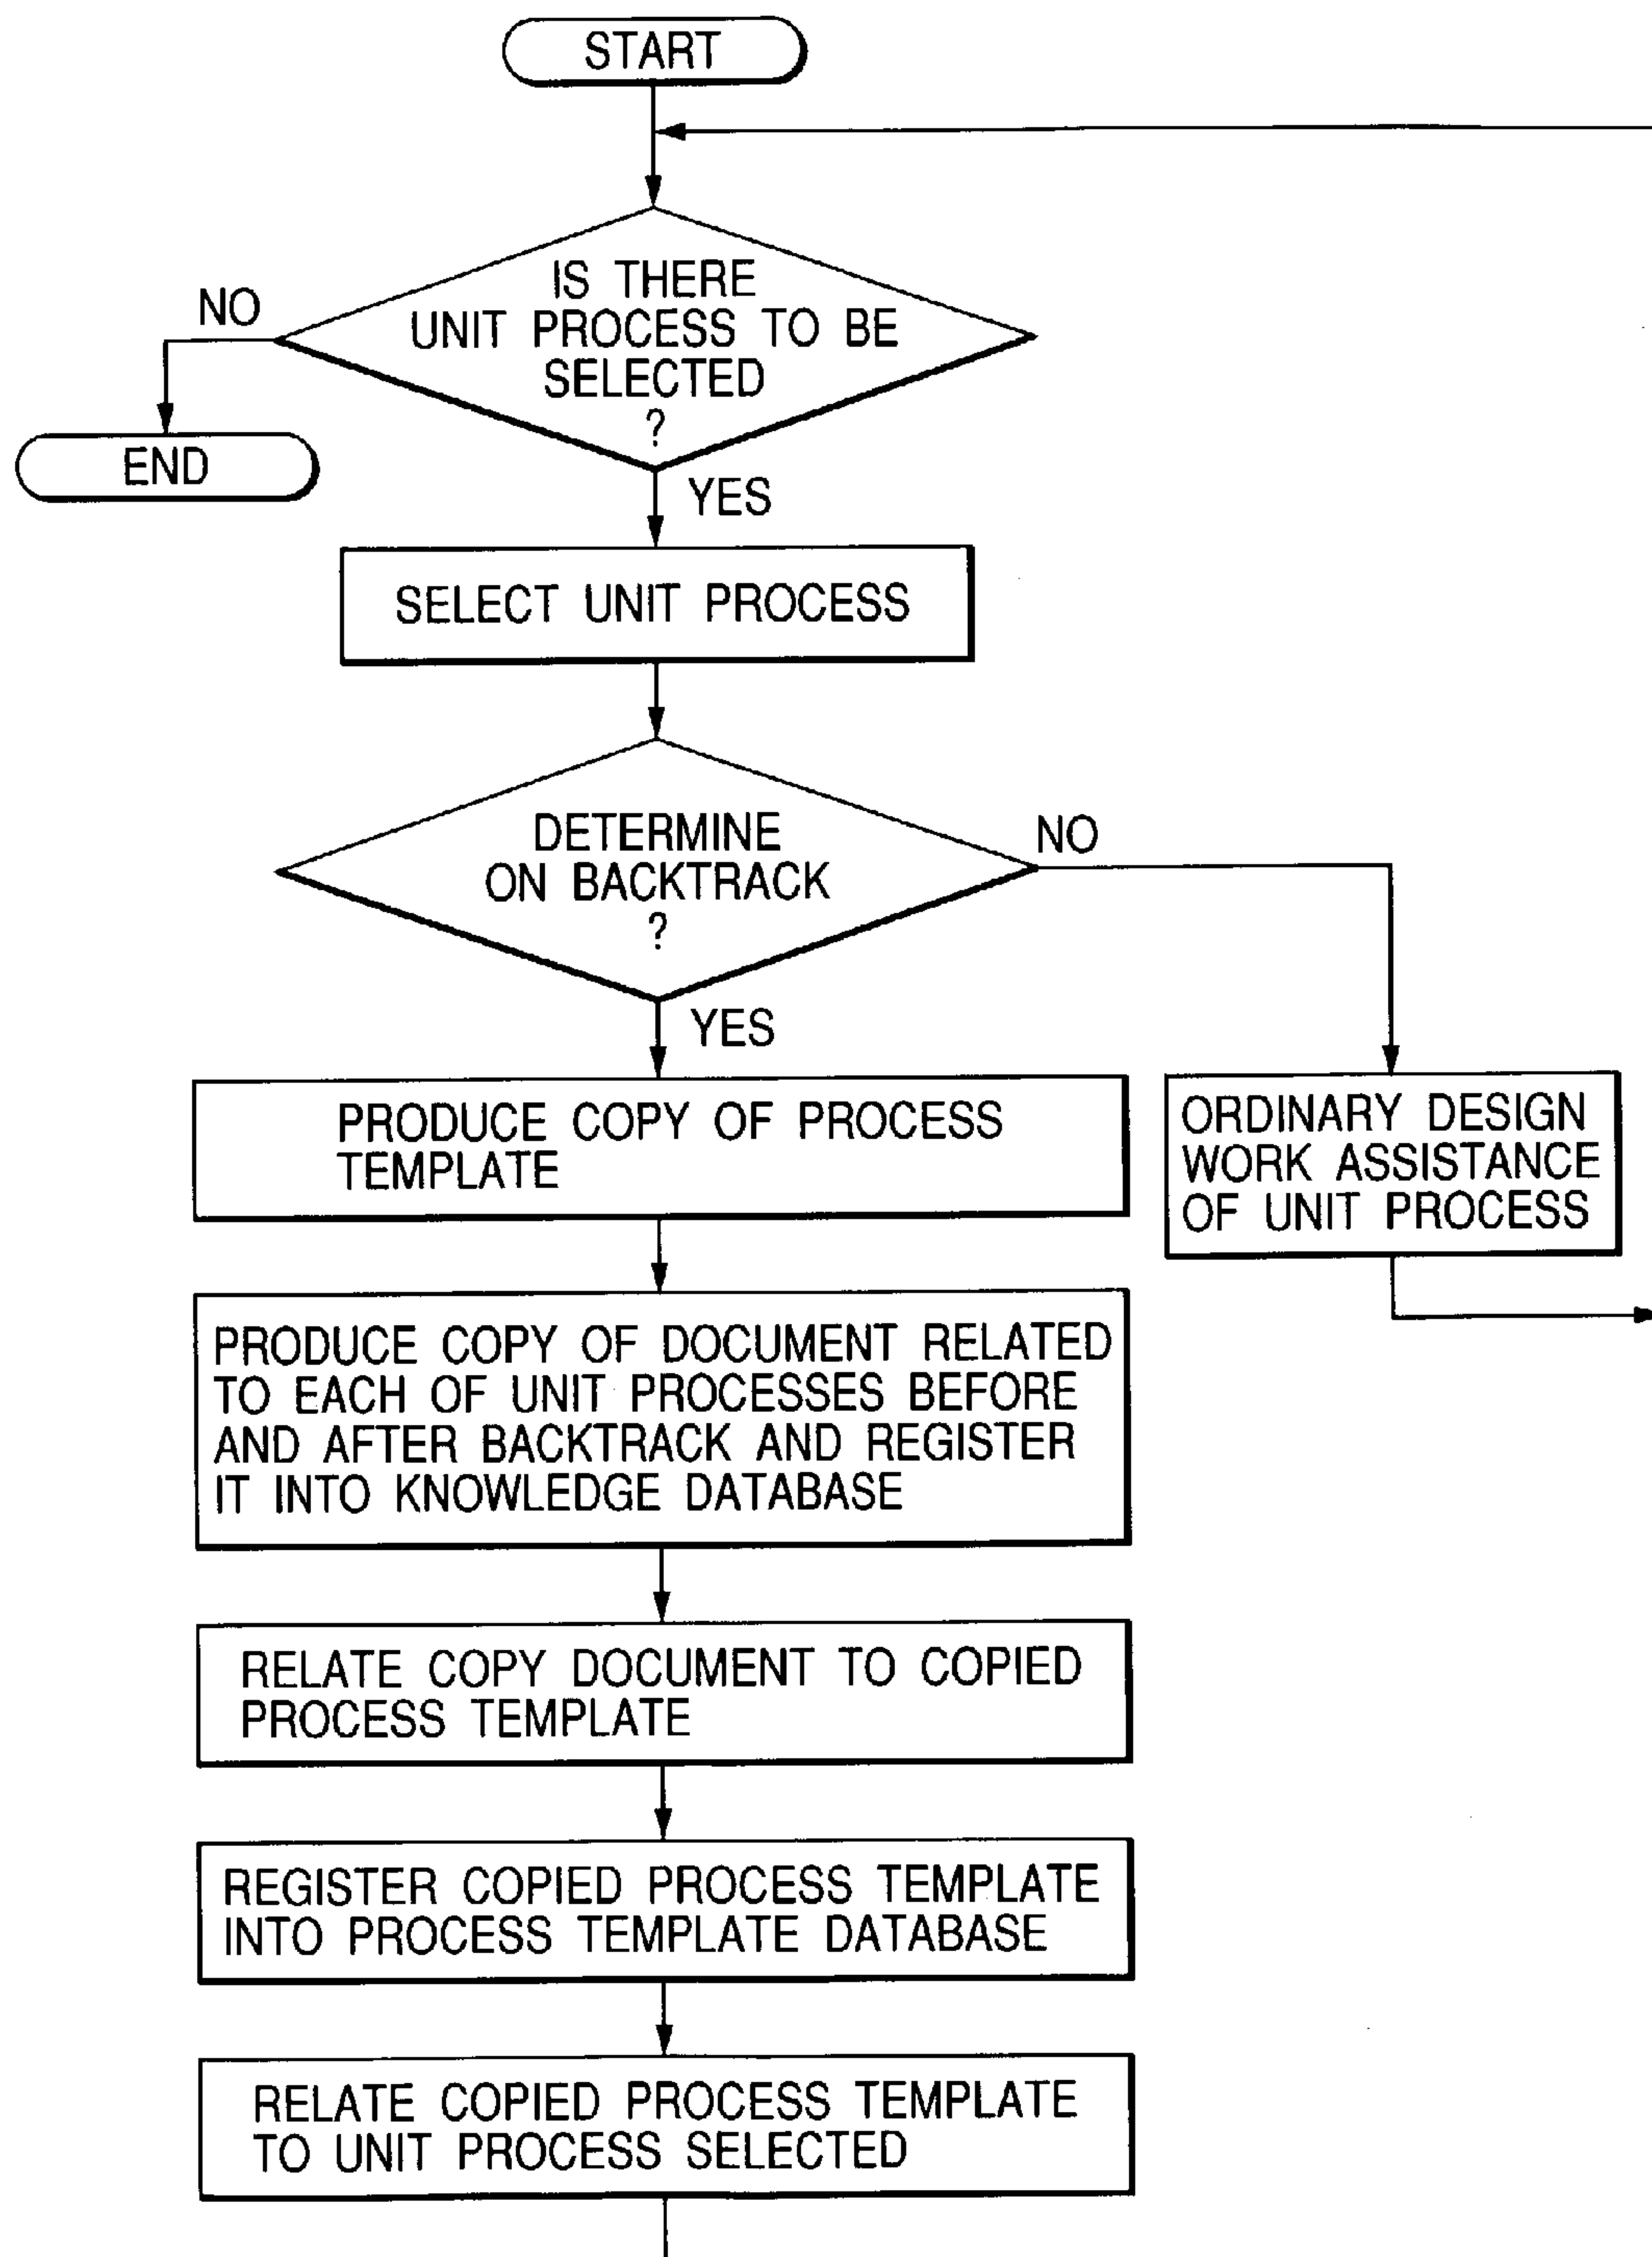 START
IS THERE
UNIT PROCESS TO BE
SELECTED
?
NO
END
YES
SELECT UNIT PROCESS
DETERMINE
ON BACKTRACK
?
NO
YES
PRODUCE COPY OF PROCESS
TEMPLATE
ORDINARY DESIGN
WORK ASSISTANCE
OF UNIT PROCESS
PRODUCE COPY OF DOCUMENT RELATED
TO EACH OF UNIT PROCESSES BEFORE
AND AFTER BACKTRACK AND REGISTER
IT INTO KNOWLEDGE DATABASE
RELATE COPY DOCUMENT TO COPIED
PROCESS TEMPLATE
REGISTER COPIED PROCESS TEMPLATE
INTO PROCESS TEMPLATE DATABASE
RELATE COPIED PROCESS TEMPLATE
TO UNIT PROCESS SELECTED